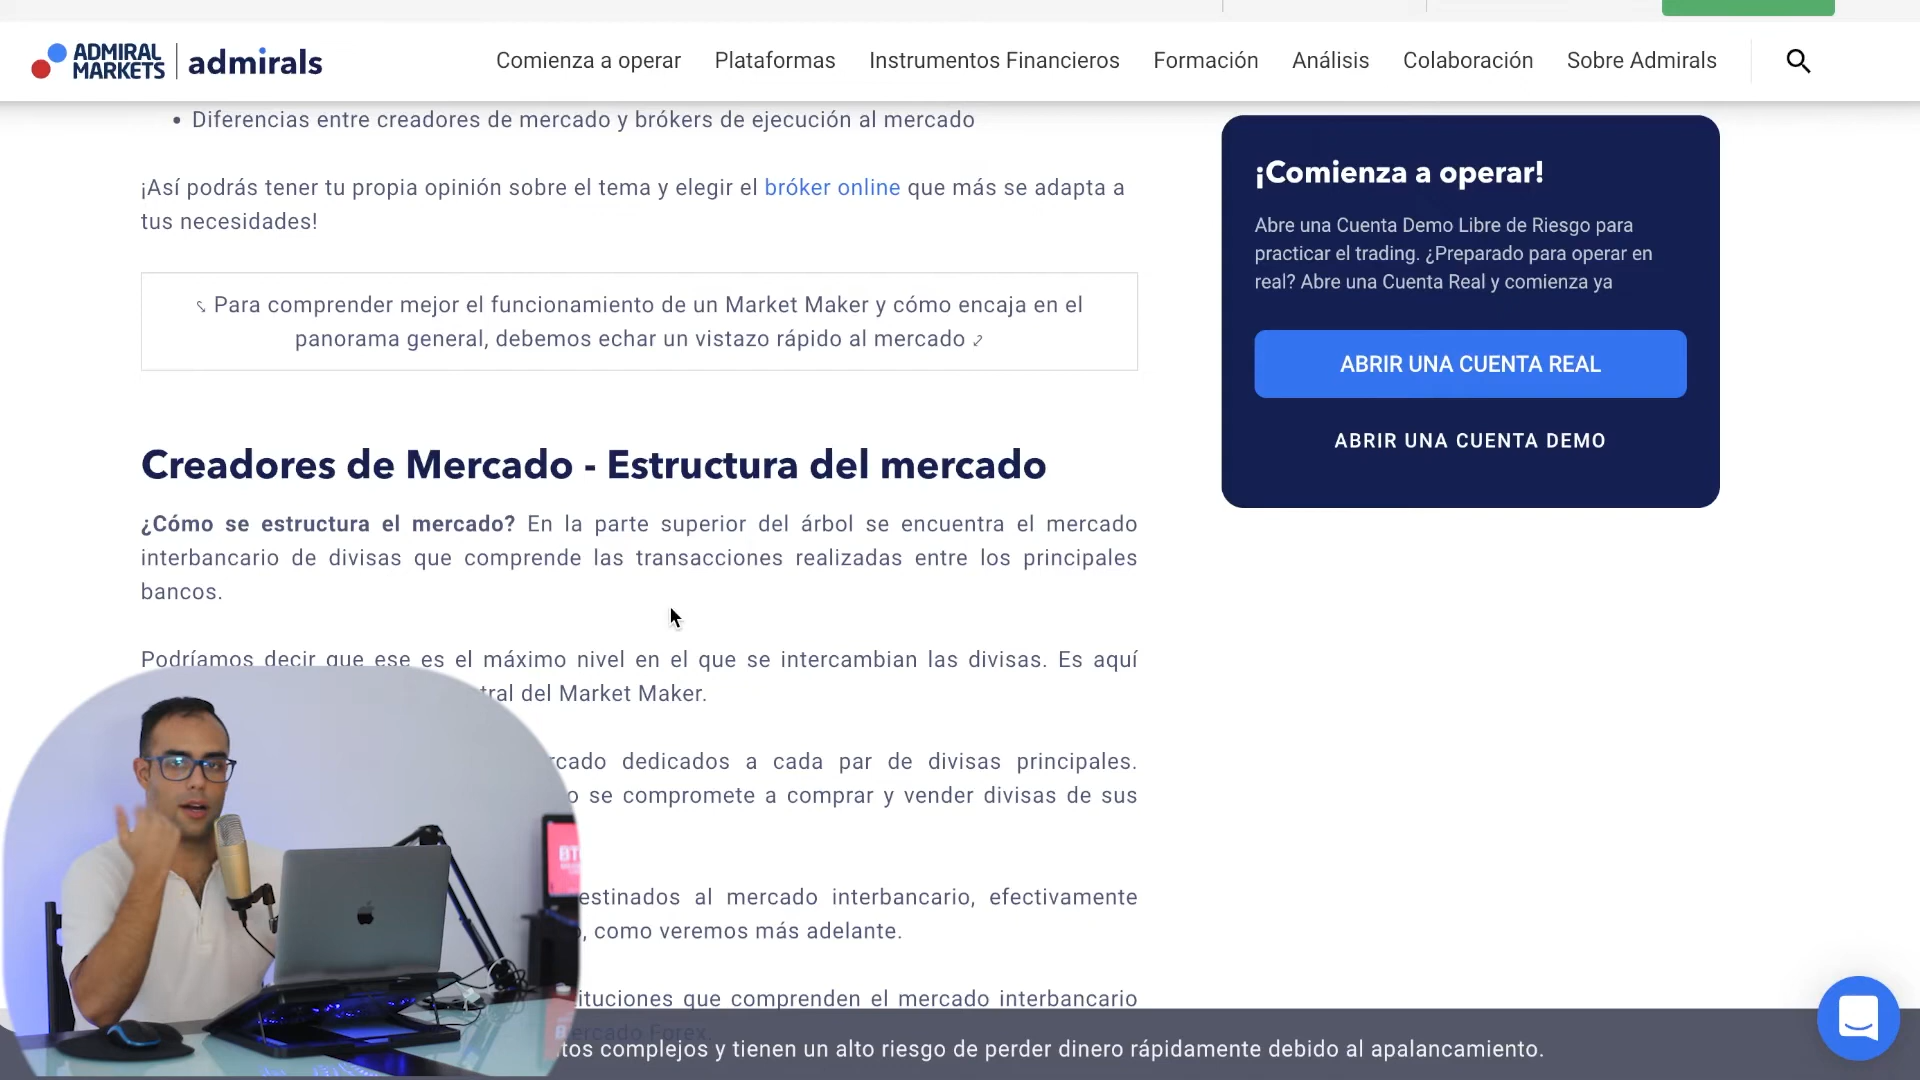 ADMIRAL
MARKETS
admirals
Comienza a operar
Plataformas
Instrumentos Financieros
Formación
Análisis
Colaboración
Sobre Admirals
• Diferencias entre creadores de mercado y brókers de ejecución al mercado
¡Así podrás tener tu propia opinión sobre el tema y elegir el bróker online que más se adapta a
tus necesidades!
Para comprender mejor el funcionamiento de un Market Maker y cómo encaja en el
panorama general, debemos echar un vistazo rápido al mercado
Creadores de Mercado - Estructura del mercado
¿Cómo se estructura el mercado? En la parte superior del árbol se encuentra el mercado
interbancario de divisas que comprende las transacciones realizadas entre los principales
bancos.
Podríamos decir que ese es el máximo nivel en el que se intercambian las divisas. Es aquí
del Market Maker.
dedicados a cada par de divisas principales.
se compromete a comprar y vender divisas de sus
al mercado interbancario, efectivamente
como veremos más adelante.
que comprenden el mercado interbancario
Forex.
complejos y tienen un alto riesgo de perder dinero rápidamente debido al apalancamiento.
¡Comienza a operar!
Abre una Cuenta Demo Libre de Riesgo para
practicar el trading. ¿Preparado para operar en
real? Abre una Cuenta Real y comienza ya
ABRIR UNA CUENTA REAL
ABRIR UNA CUENTA DEMO